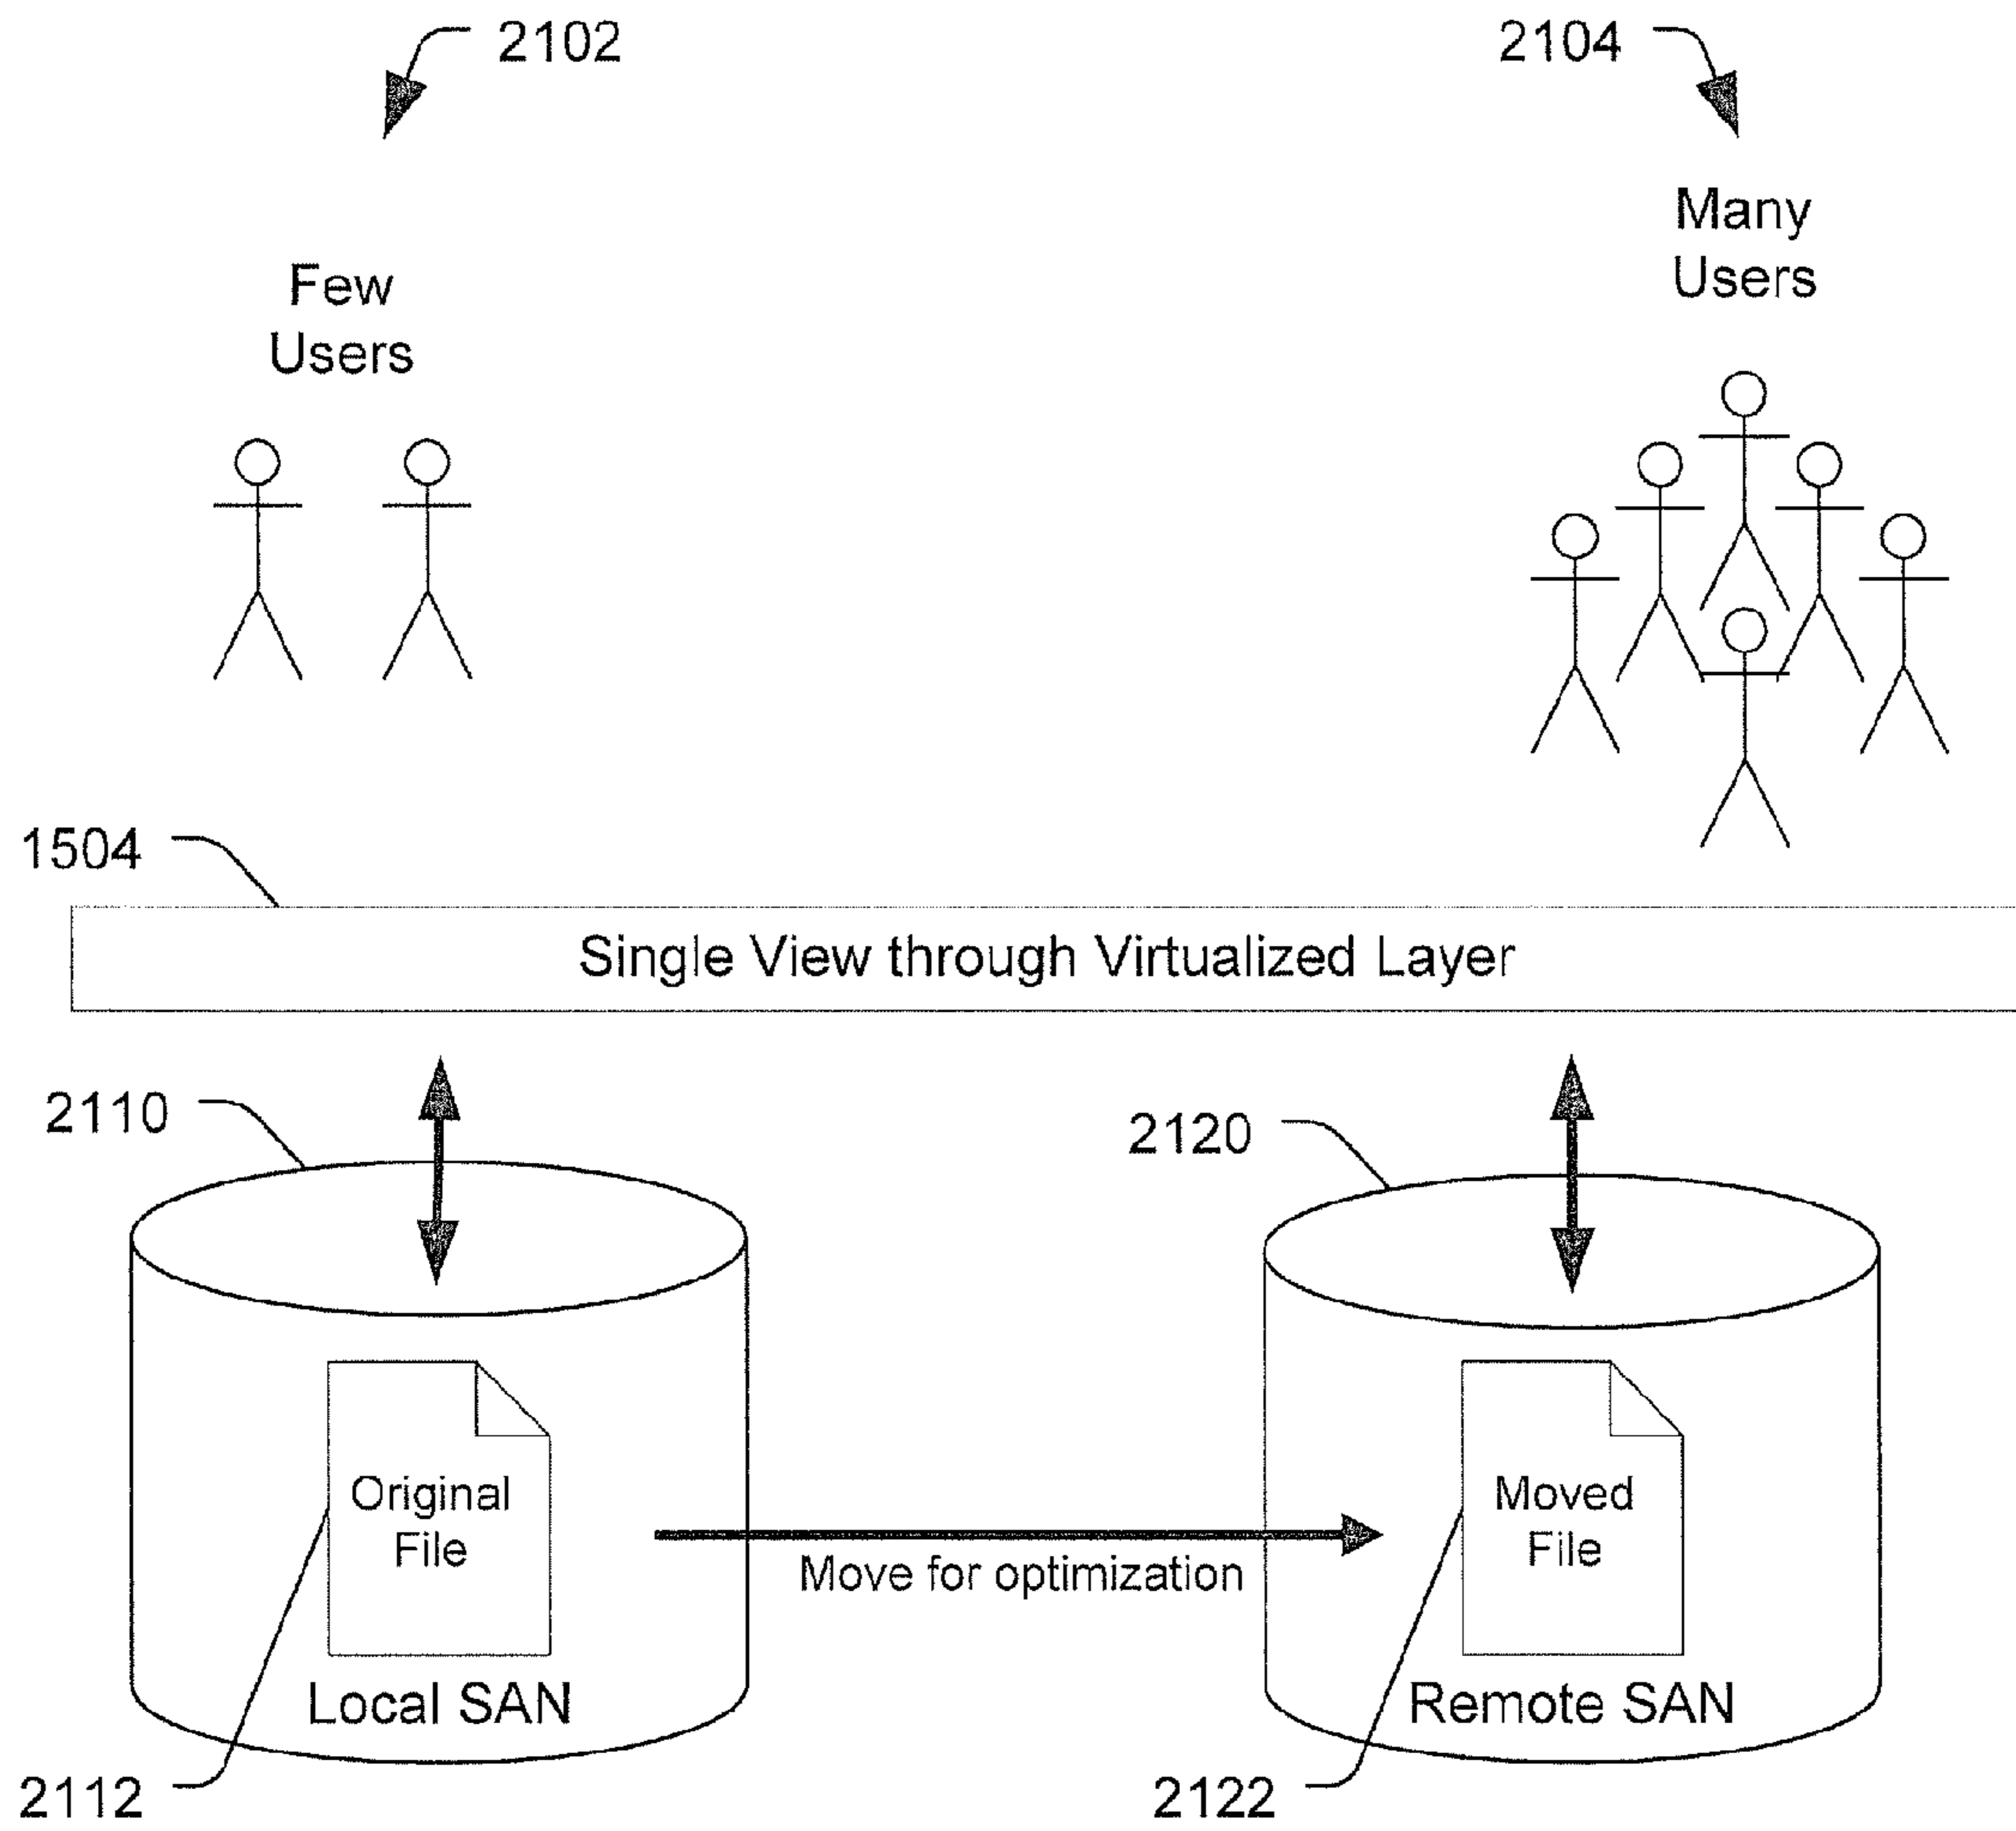 2102
2104
Few
Users
Many
Users
1504
Single View through Virtualized Layer
2110
2120
Original
File
Moved
File
Move for optimization
Local SAN
Remote SAN
2112
2122